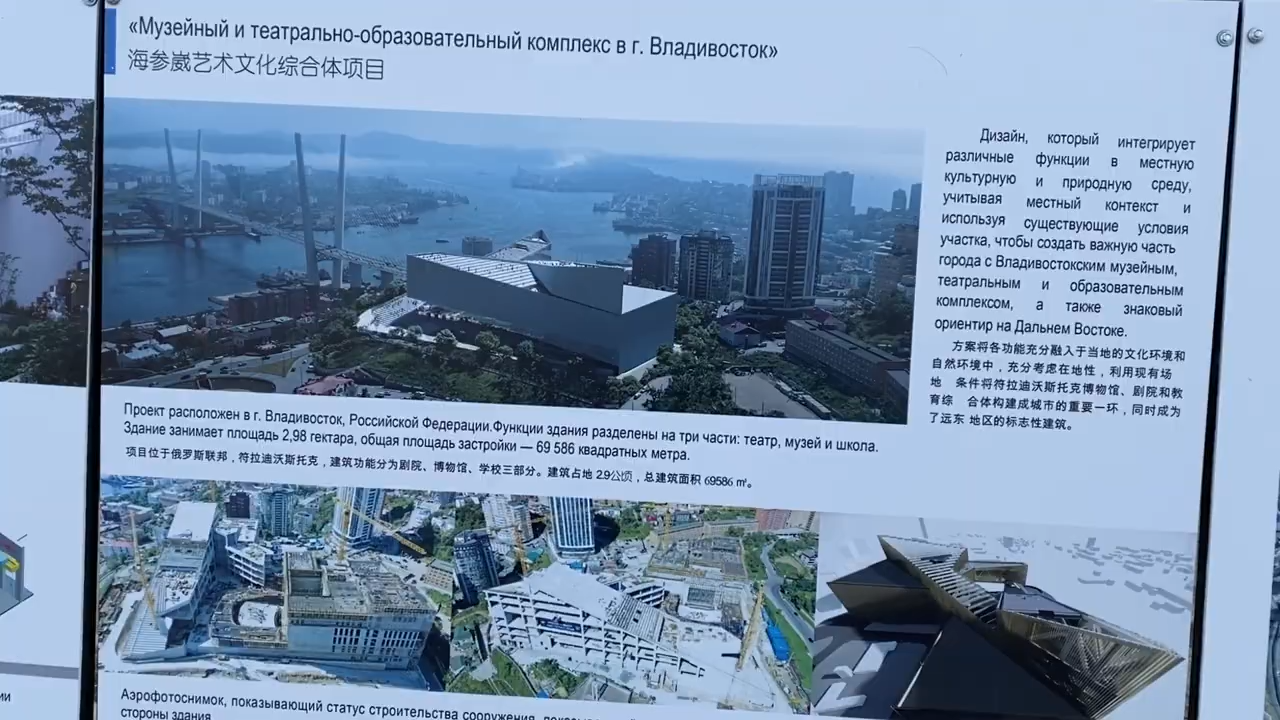 «Музейный и театрально-образовательный комплекс в г. Владивосток»
海参崴艺术文化综合体项目
Дизайн, который интегрирует
различные функции в местную
культурную и природную среду,
учитывая местный контекст и
используя существующие условия
участка, чтобы создать важную часть
города с Владивостокским музейным,
театральным и образовательным
комплексом, а также знаковый
ориентир на Дальнем Востоке.
方案将各功能充分融入于当地的文化环境和
自然环境中，充分考虑在地性，利用现有场
地 条件将符拉迪沃斯托克博物馆、剧院和教
育综 合体构建成城市的重要一环，同时成为
了远东 地区的标志性建筑。
Проект расположен в г. Владивосток, Российской Федерации.Функции здания разделены на три части: театр, музей и школа.
Здание занимает площадь 2,98 гектара, общая площадь застройки — 69 586 квадратных метра.
项目位于俄罗斯联邦，符拉迪沃斯托克，建筑功能分为剧院、博物馆、学校三部分。建筑占地 2.9公顷，总建筑面积 69586 ㎡。
Аэрофотоснимок, показывающий статус строительства сооружения,
стороны здания